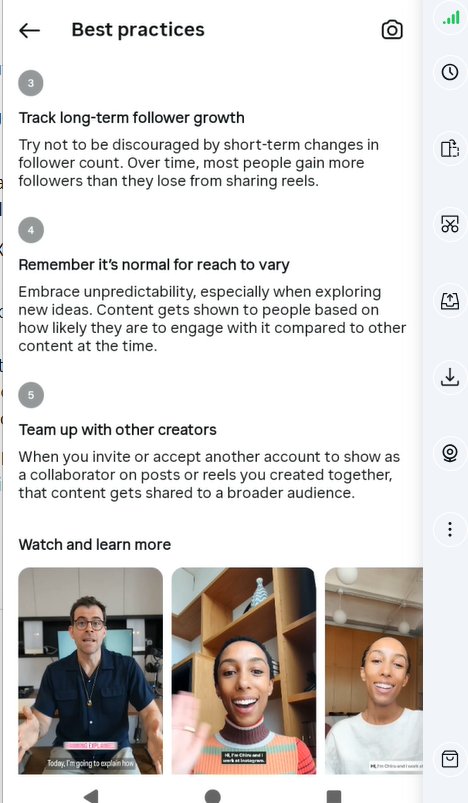 Best practices
3
Track long-term follower growth
Try not to be discouraged by short-term changes in
follower count. Over time, most people gain more
followers than they lose from sharing reels.
4
Remember it's normal for reach to vary
Embrace unpredictability, especially when exploring
new ideas. Content gets shown to people based on
how likely they are to engage with it compared to other
content at the time.
5
Team up with other creators
When you invite or accept another account to show as
a collaborator on posts or reels you created together,
that content gets shared to a broader audience.
Watch and learn more
Today, I'm going to explain how
Hi, I'm Chiru and I
work at Instagram.